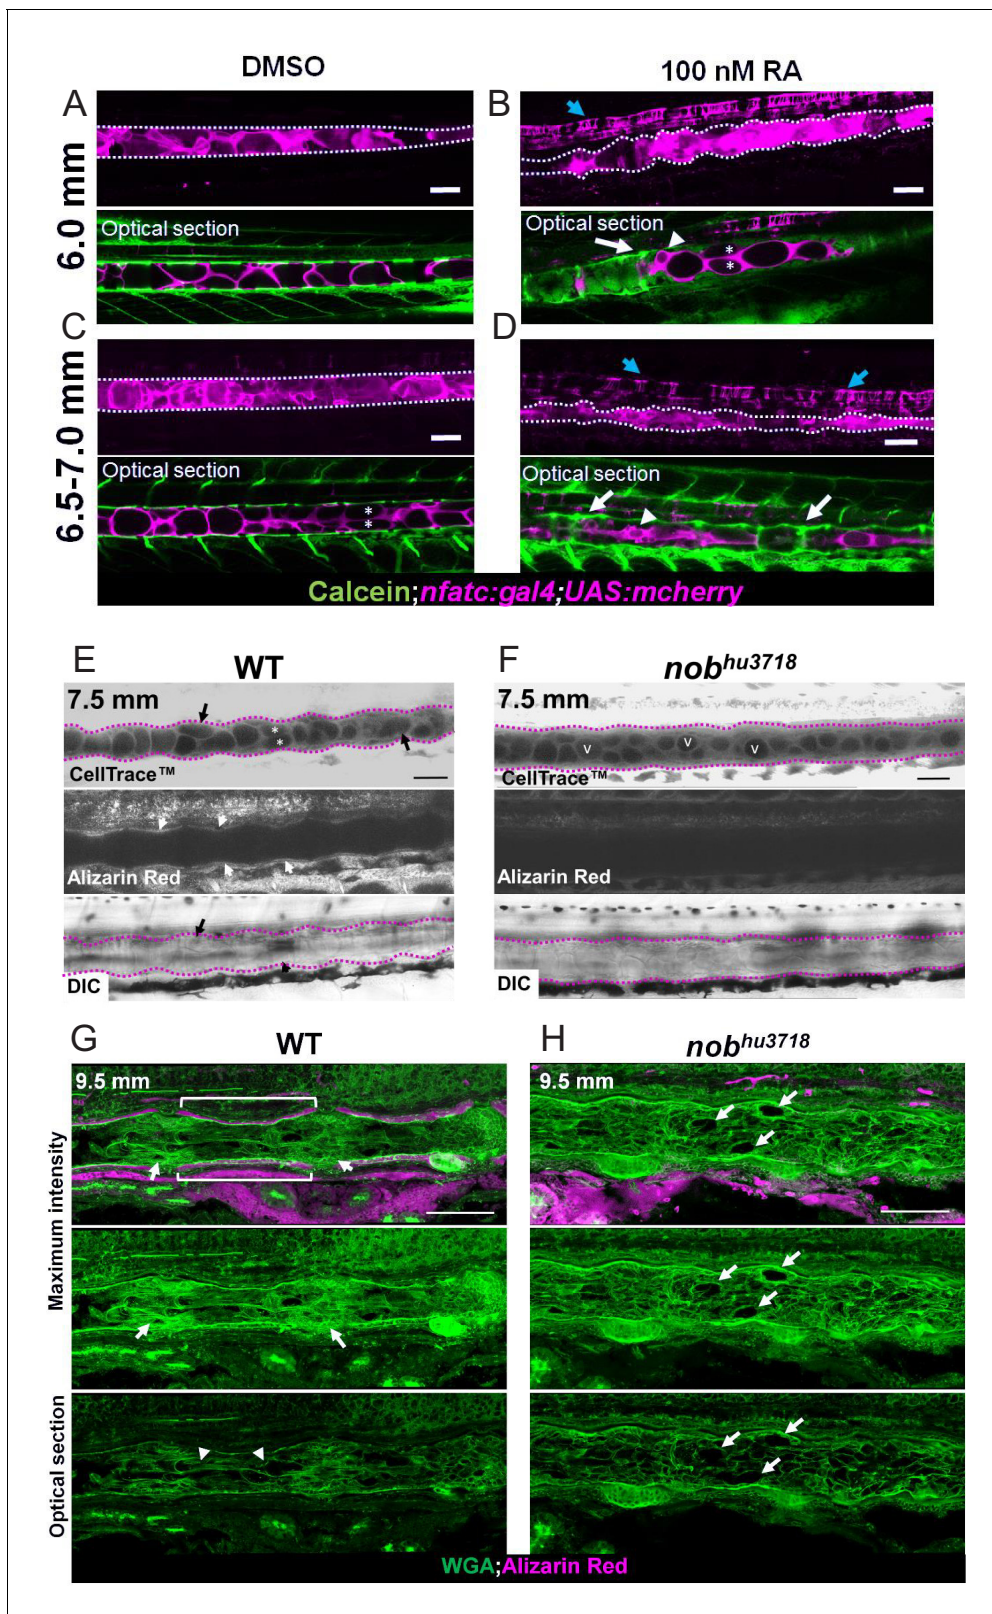 DMSO
100 nM RA
A
B
6.0 mm
Optical section
Optical section
*
*
C
D
6.5-7.0 mm
Optical section
*
*
Optical section
Calcein;nfatc:gal4;UAS:mcherry
E
WT
F
nobhu3718
7.5 mm
*
*
CellTrace™
7.5 mm
v
v
v
CellTrace™
Alizarin Red
Alizarin Red
DIC
DIC
G
WT
H
nobhu3718
9.5 mm
9.5 mm
Maximum intensity
Optical section
WGA;Alizarin Red